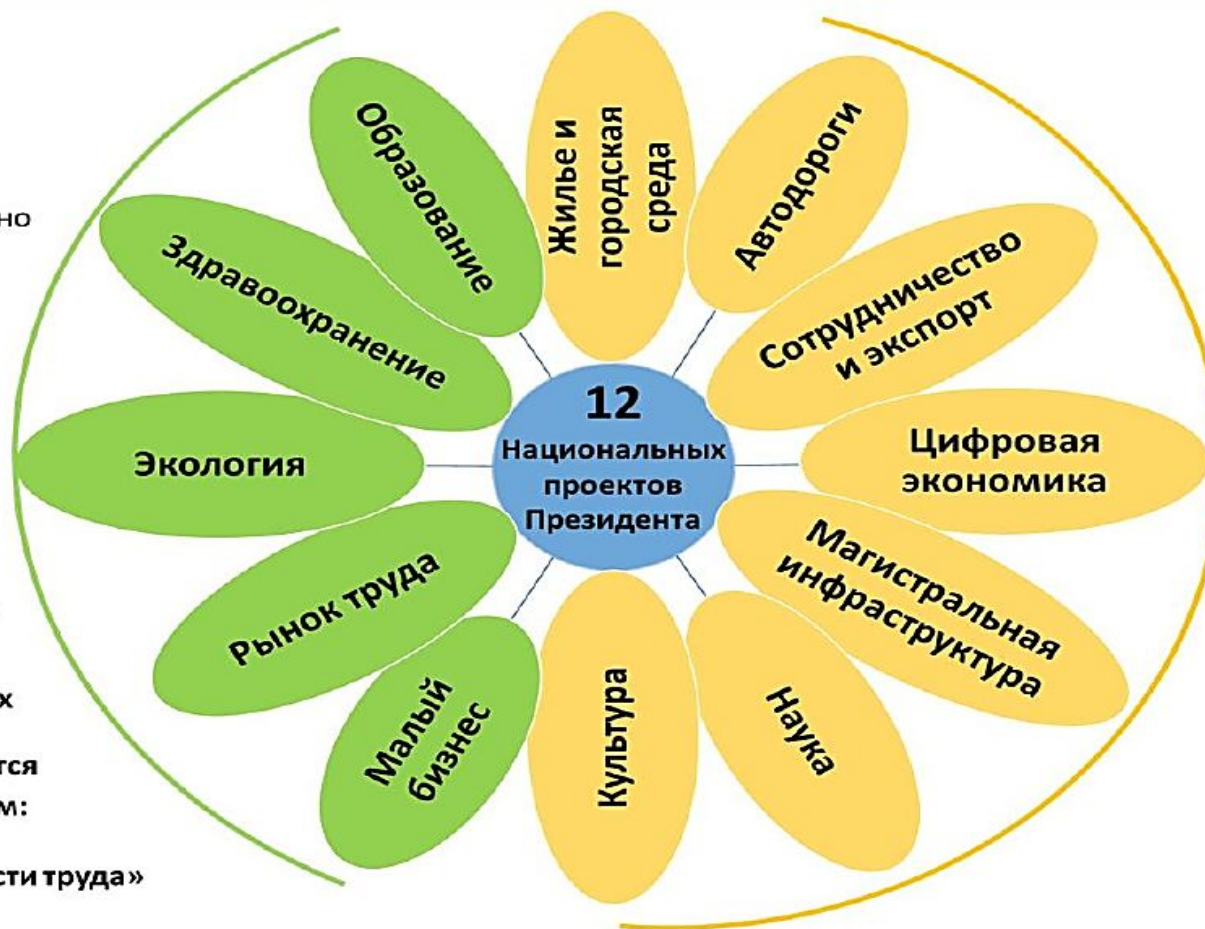 но
х
тся
м:
сти труда»
12
Национальных
проектов
Президента
Жилье и
городская
среда
Автодороги
Сотрудничество
и экспорт
Цифровая
экономика
Магистральная
инфраструктура
Наука
Культура
Малый
бизнес
Рынок труда
Экология
Здравоохранение
Образование